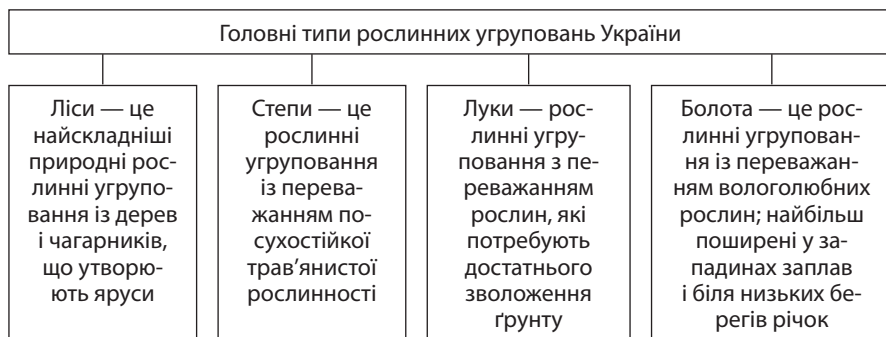 Головні типи рослинних угруповань України
Ліси — це
найскладніші
природні рос-
линні угрупо-
вання із дерев
і чагарників,
що утворю-
ють яруси
Степи — це
рослинні
угруповання
із перева-
жанням по-
сухостійкої
трав’янистої
рослинності
Луки — рос-
линні угру-
повання з пе-
реважанням
рослин, які
потребують
достатнього
зволоження
ґрунту
Болота — це рос-
линні угрупован-
ня із переважан-
ням вологолюбних
рослин; найбільш
поширені у за-
падинах заплав
і біля низьких бе-
регів річок